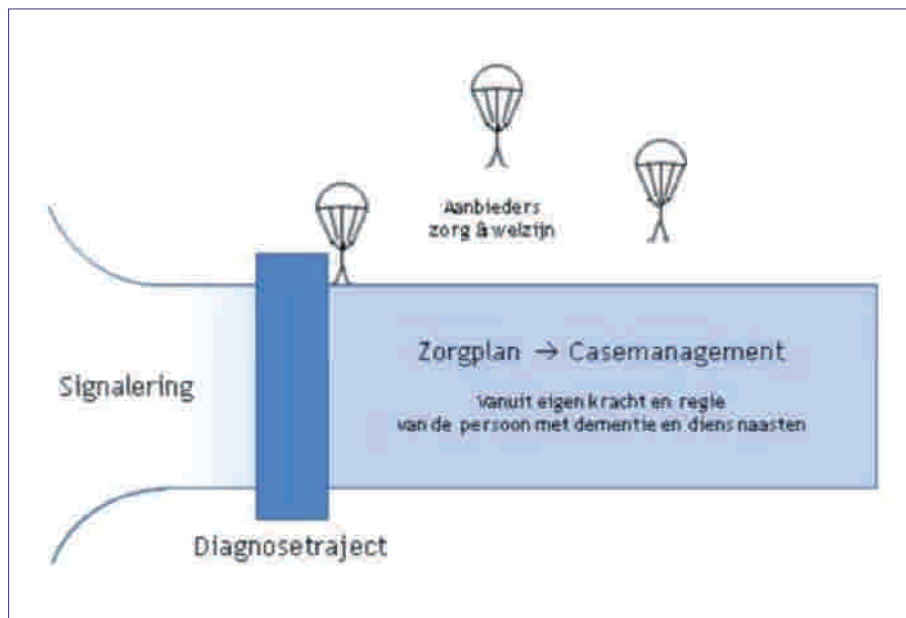 Aanbieders
zorg & welzijn
Signalering
Zorgplan → Casemanagement
Vanuit eigen kracht en regie
van de persoon met dementie en diens naasten
Diagnosetraject